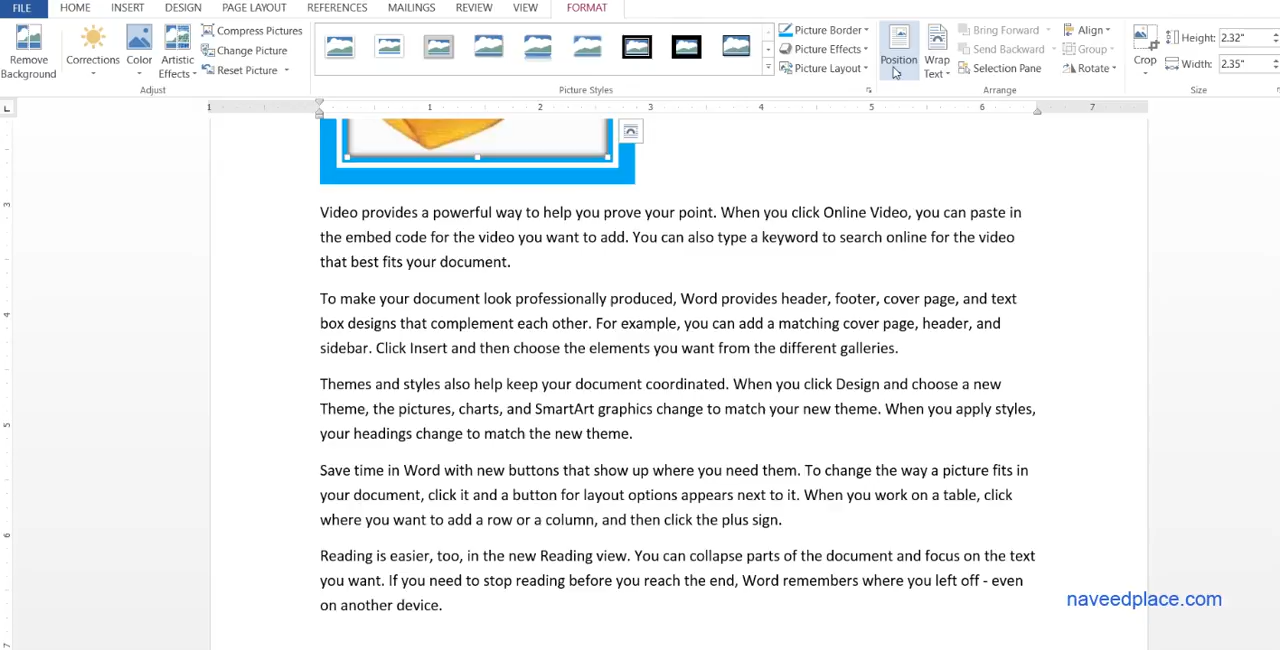 FILE HOME INSERT DESIGN PAGE LAYOUT REFERENCES MAILINGS REVIEW VIEW FORMAT
Remove Background
Corrections
Color
Artistic Effects
Compress Pictures
Change Picture
Reset Picture
Adjust
Picture Styles
Picture Border
Picture Effects
Picture Layout
Position
Wrap Text
Bring Forward
Send Backward
Selection Pane
Align
Group
Rotate
Arrange
Crop
Height: 2.32"
Width: 2.35"
Size
1 1 2 3 4 5 6 7
3
4
5
6
7
Video provides a powerful way to help you prove your point. When you click Online Video, you can paste in
the embed code for the video you want to add. You can also type a keyword to search online for the video
that best fits your document.
To make your document look professionally produced, Word provides header, footer, cover page, and text
box designs that complement each other. For example, you can add a matching cover page, header, and
sidebar. Click Insert and then choose the elements you want from the different galleries.
Themes and styles also help keep your document coordinated. When you click Design and choose a new
Theme, the pictures, charts, and SmartArt graphics change to match your new theme. When you apply styles,
your headings change to match the new theme.
Save time in Word with new buttons that show up where you need them. To change the way a picture fits in
your document, click it and a button for layout options appears next to it. When you work on a table, click
where you want to add a row or a column, and then click the plus sign.
Reading is easier, too, in the new Reading view. You can collapse parts of the document and focus on the text
you want. If you need to stop reading before you reach the end, Word remembers where you left off - even
on another device.
naveedplace.com